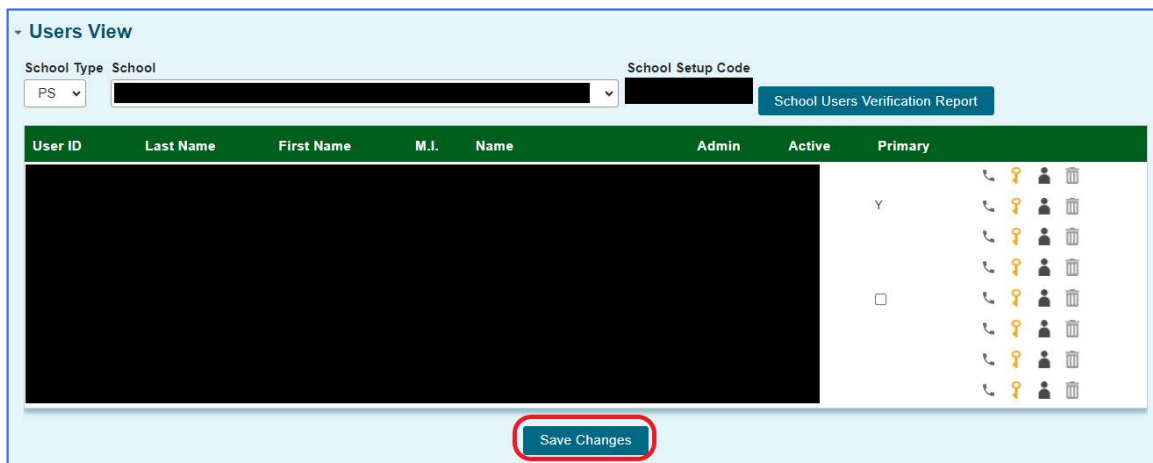 Users View
School Type School School Setup Code
PS
School Users Verification Report
User ID Last Name First Name M.I. Name Admin Active Primary
Y
Save Changes